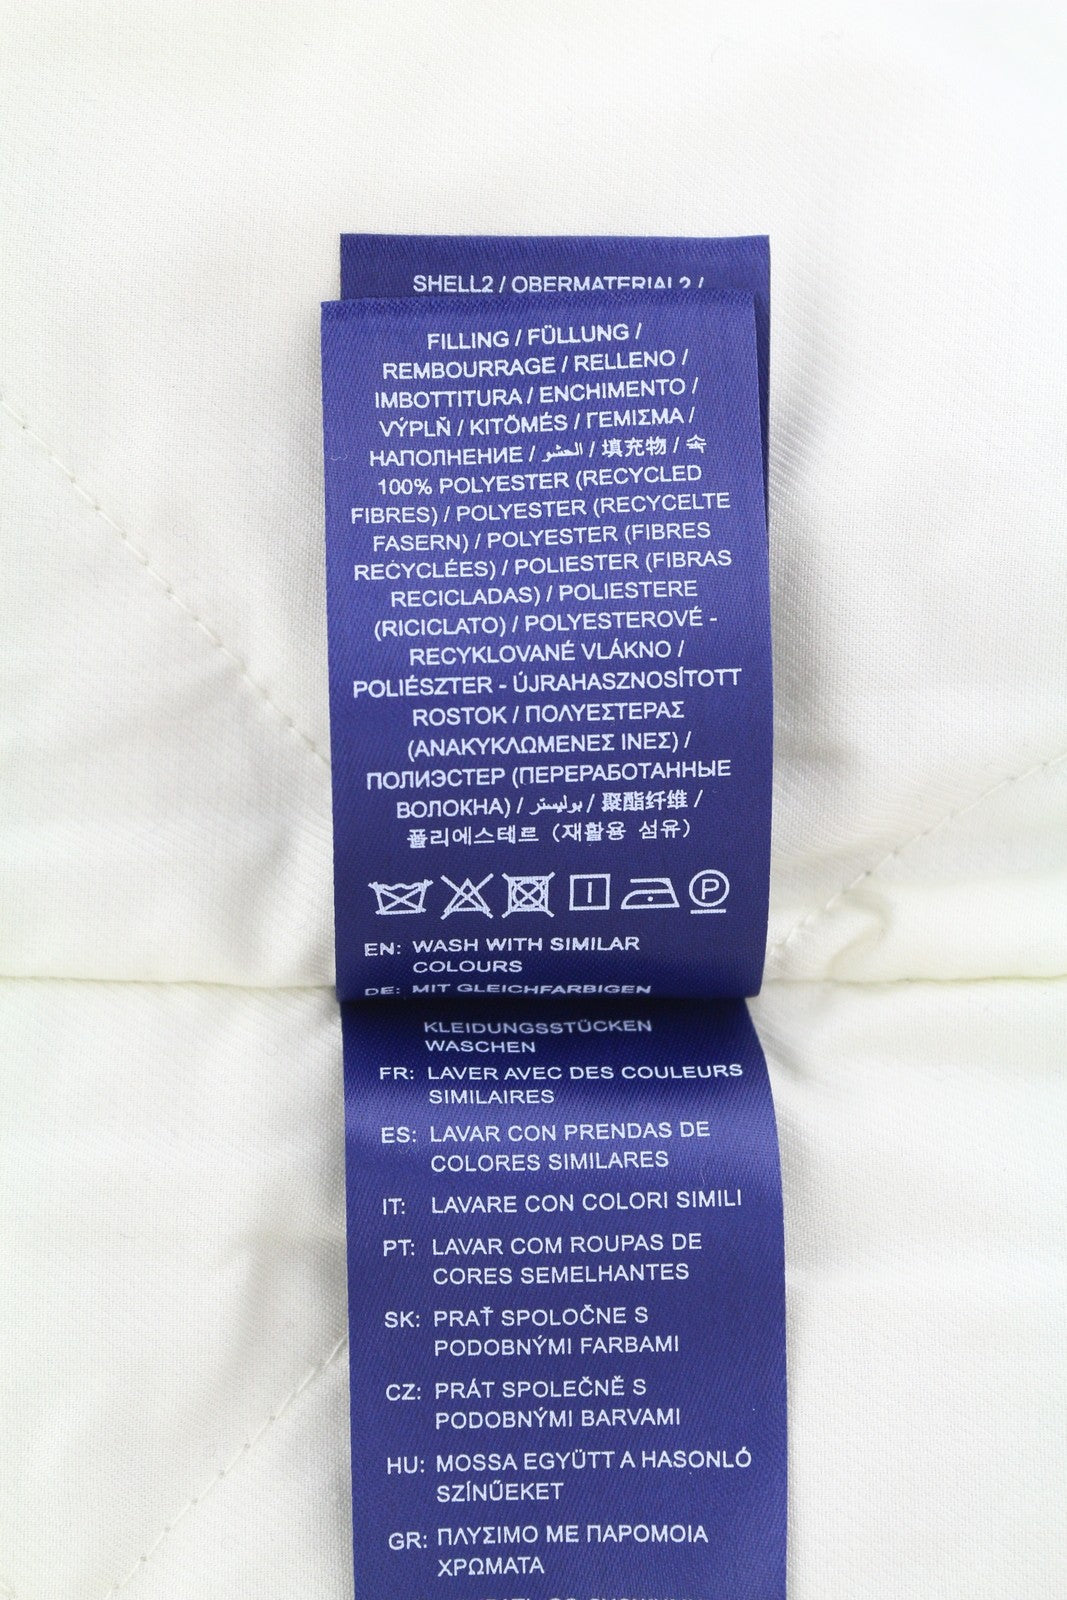 SHELL2 / OBERMATERIAL2 /
FILLING / FÜLLUNG /
REMBOURRAGE / RELLENO /
IMBOTTITURA / ENCHIMENTO /
VÝPLŇ / KITÖMÉS / ΓΕΜΙΣΜΑ /
НАПОЛНЕНИЕ / الحشو / 填充物 / 속
100% POLYESTER (RECYCLED
FIBRES) / POLYESTER (RECYCELTE
FASERN) / POLYESTER (FIBRES
RECYCLÉES) / POLIESTER (FIBRAS
RECICLADAS) / POLIESTERE
(RICICLATO) / POLYESTEROVÉ -
RECYKLOVANÉ VLÁKNO /
POLIÉSZTER - ÚJRAHASZNOSÍTOTT
ROSTOK / ΠΟΛΥΕΣΤΕΡΑΣ
(ΑΝΑΚΥΚΛΩΜΕΝΕΣ ΙΝΕΣ) /
ПОЛИЭСТЕР (ПЕРЕРАБОТАННЫЕ
ВОЛОКНА) / بوليستر / 聚酯纤维 /
폴리에스테르 (재활용 섬유)
P
EN: WASH WITH SIMILAR
COLOURS
DE: MIT GLEICHFARBIGEN
KLEIDUNGSSTÜCKEN
WASCHEN
FR: LAVER AVEC DES COULEURS
SIMILAIRES
ES: LAVAR CON PRENDAS DE
COLORES SIMILARES
IT: LAVARE CON COLORI SIMILI
PT: LAVAR COM ROUPAS DE
CORES SEMELHANTES
SK: PRAŤ SPOLOČNE S
PODOBNÝMI FARBAMI
CZ: PRÁT SPOLEČNĚ S
PODOBNÝMI BARVAMI
HU: MOSSA EGYÜTT A HASONLÓ
SZÍNŰEKET
GR: ΠΛΥΣΙΜΟ ΜΕ ΠΑΡΟΜΟΙΑ
ΧΡΩΜΑΤΑ